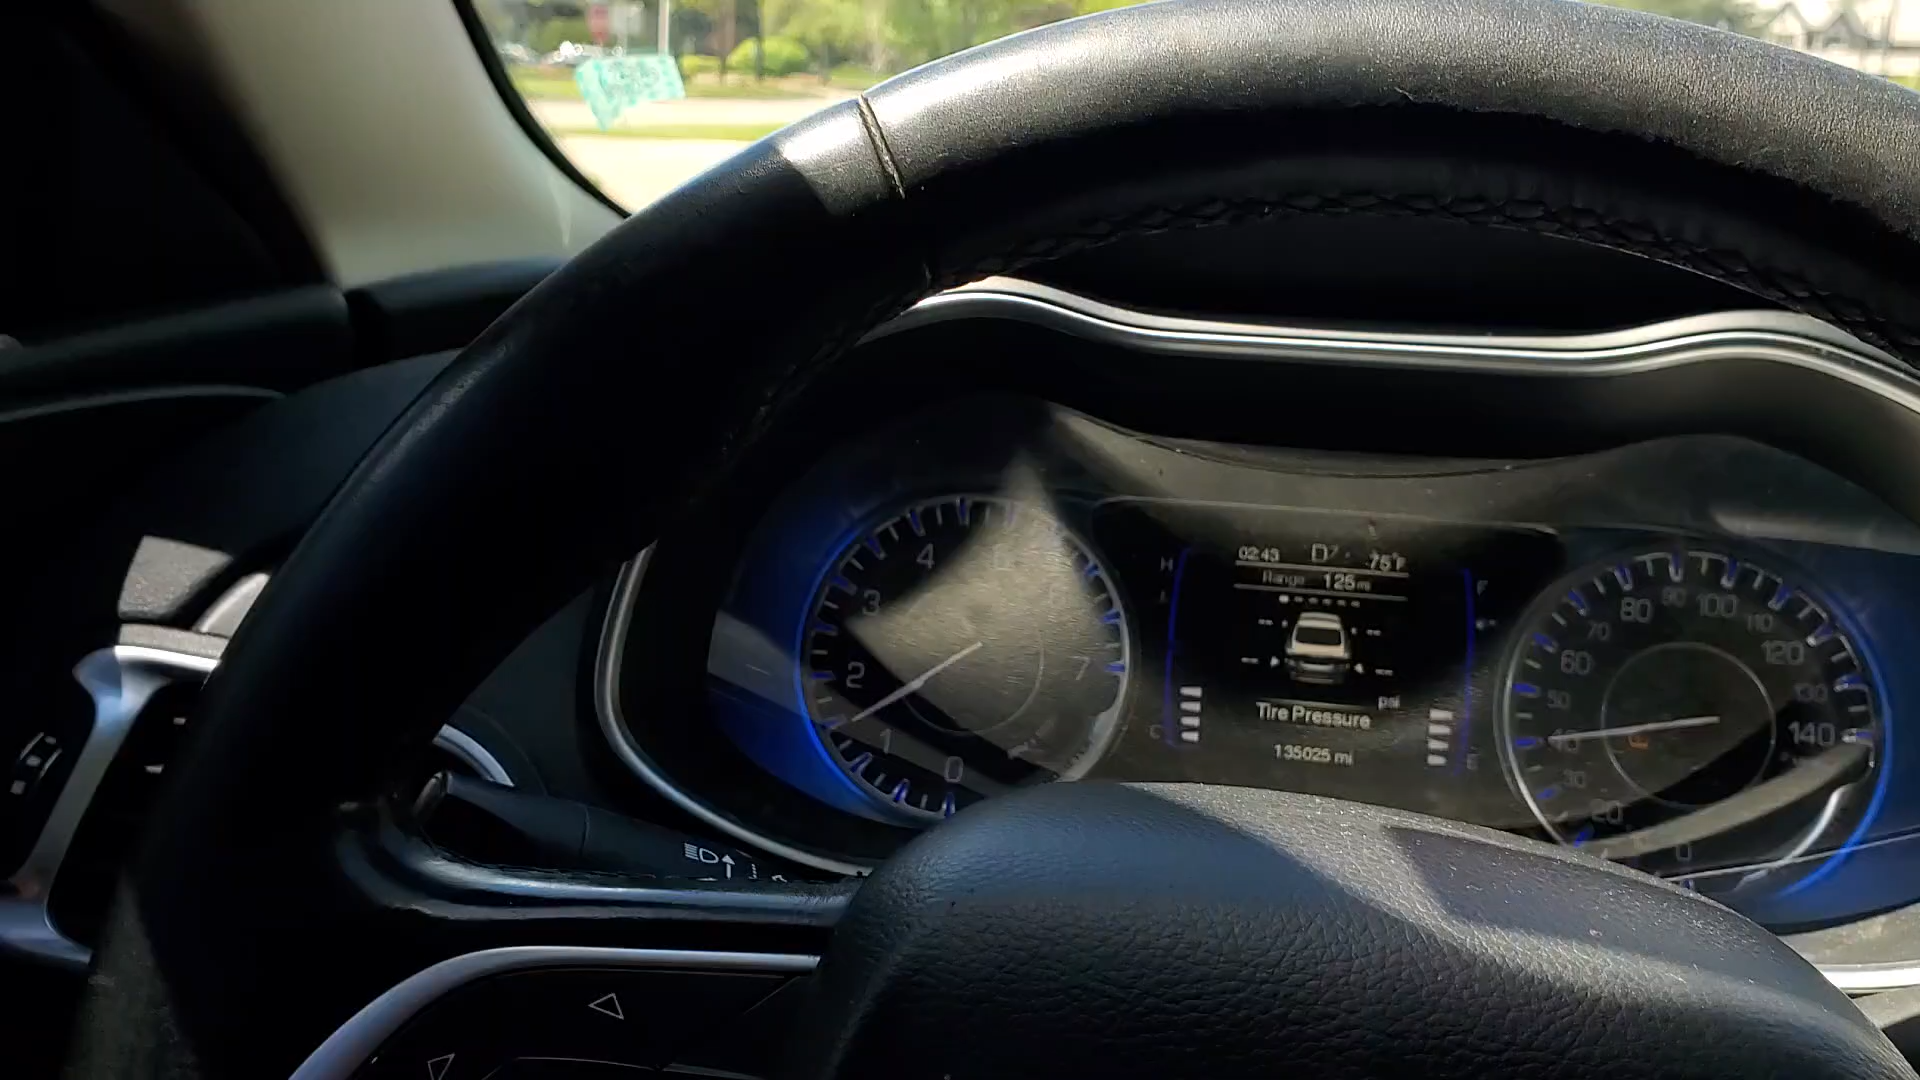 4
3
2
1
0
7
H
C
02:43 D7 75°F
Range 125 mi
-- --
-- --
psi
Tire Pressure
135025 mi
F
E
0
20
30
40
50
60
70
80
90
100
110
120
130
140